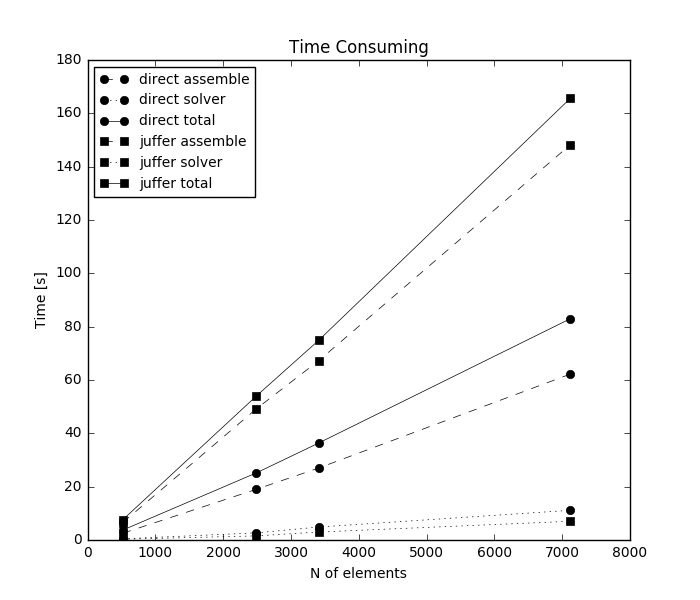 Time Consuming
180
160
140
120
100
80
60
40
20
0
Time [s]
direct assemble
direct solver
direct total
juffer assemble
juffer solver
juffer total
0 1000 2000 3000 4000 5000 6000 7000 8000
N of elements